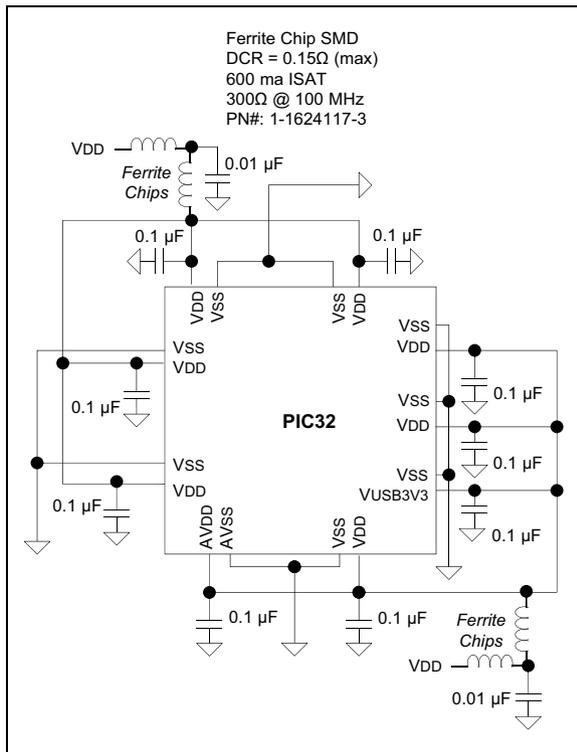 Ferrite Chip SMD
DCR = 0.15Ω (max)
600 ma ISAT
300Ω @ 100 MHz
PN#: 1-1624117-3
VDD
0.01 µF
Ferrite
Chips
0.1 µF
0.1 µF
VDD
VSS
VSS
VDD
VSS
VDD
VSS
VDD
0.1 µF
0.1 µF
VSS
VDD
PIC32
VSS
VDD
0.1 µF
VSS
VDD
0.1 µF
VSS
VUSB3V3
0.1 µF
AVDD
AVSS
VSS
VDD
0.1 µF
0.1 µF
Ferrite
Chips
VDD
0.01 µF